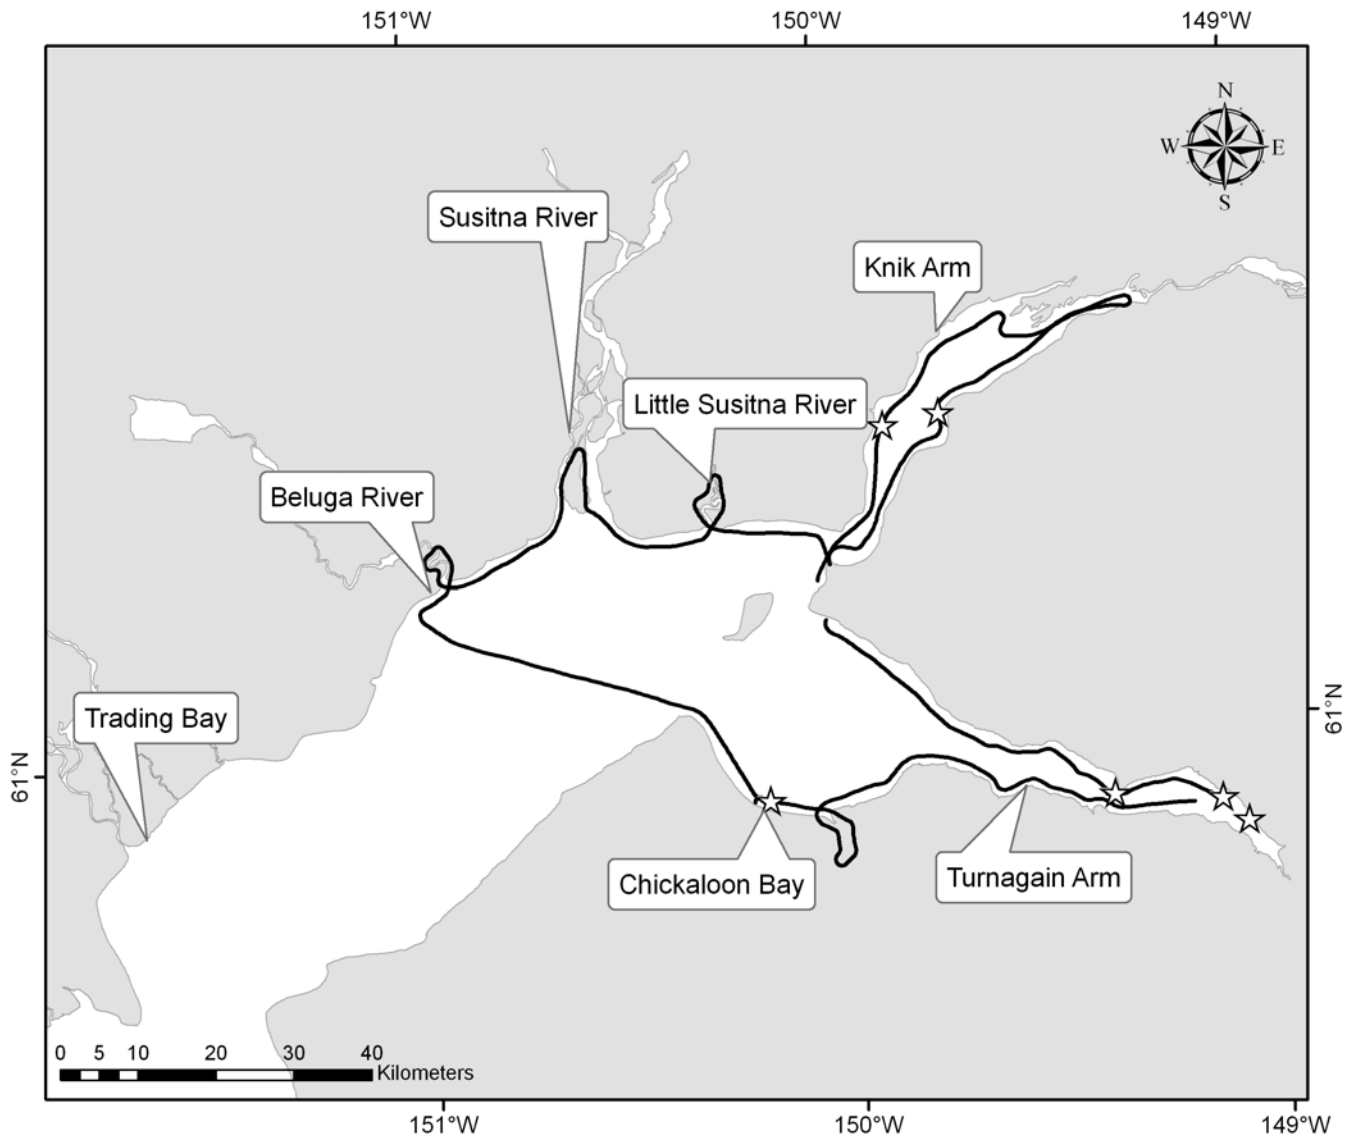 151°W 150°W 149°W
N
W E
S
Susitna River
Knik Arm
Little Susitna River
Beluga River
61°N
Trading Bay
61°N
Chickaloon Bay
Turnagain Arm
0 5 10 20 30 40
Kilometers
151°W 150°W 149°W